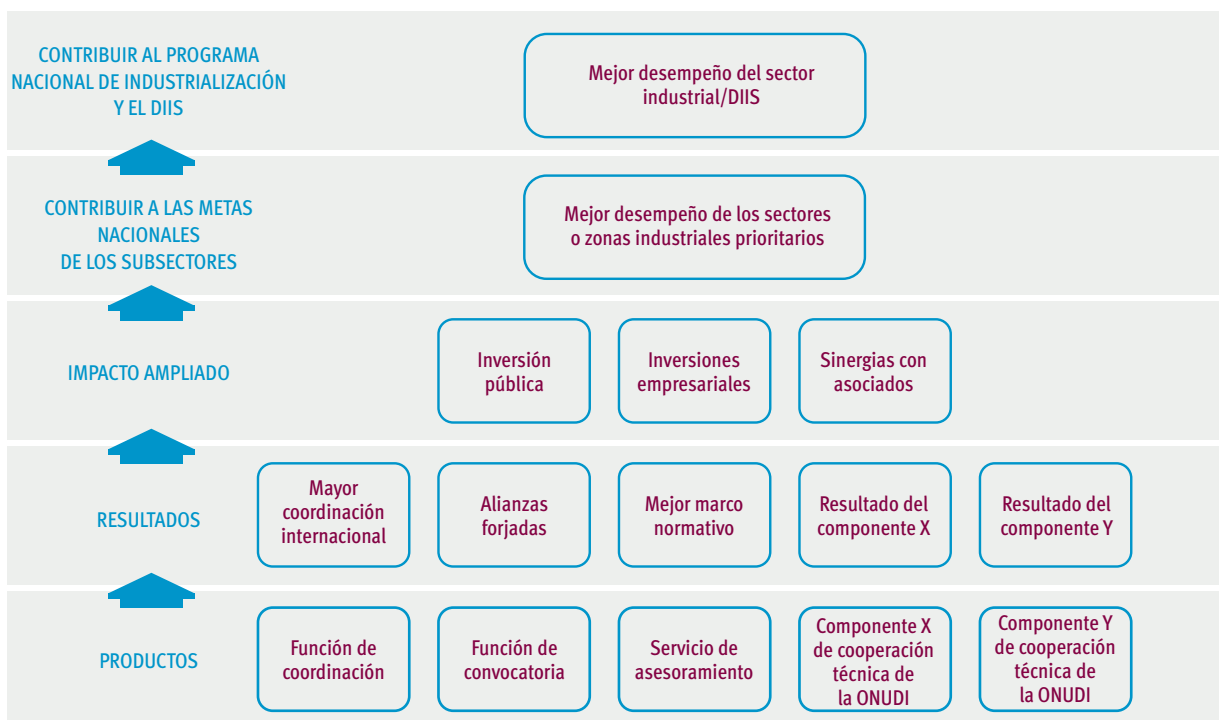 CONTRIBUIR AL PROGRAMA
NACIONAL DE INDUSTRIALIZACIÓN
Y EL DIIS
Mejor desempeño del sector
industrial/DIIS
CONTRIBUIR A LAS METAS
NACIONALES
DE LOS SUBSECTORES
Mejor desempeño de los sectores
o zonas industriales prioritarios
IMPACTO AMPLIADO
Inversión
pública
Inversiones
empresariales
Sinergias con
asociados
RESULTADOS
Mayor
coordinación
internacional
Alianzas
forjadas
Mejor marco
normativo
Resultado del
componente X
Resultado del
componente Y
PRODUCTOS
Función de
coordinación
Función de
convocatoria
Servicio de
asesoramiento
Componente X
de cooperación
técnica de
la ONUDI
Componente Y
de cooperación
técnica de
la ONUDI